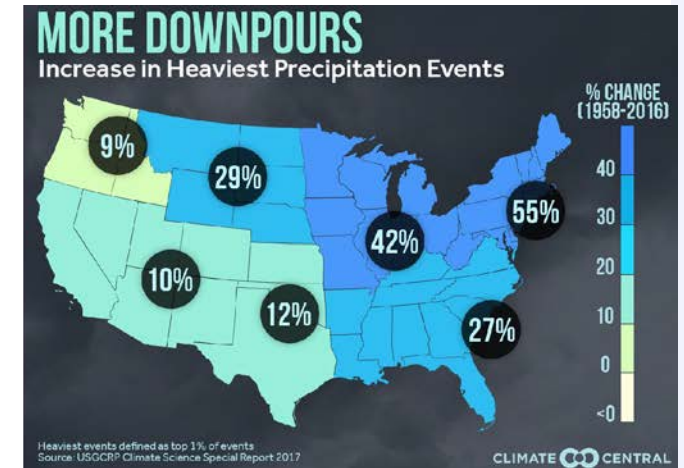 MORE DOWNPOURS
Increase in Heaviest Precipitation Events
% CHANGE
(1958-2016)
9%
29%
40
55%
30
42%
20
10%
12%
10
27%
0
<0
Heaviest events defined as top 1% of events
Source: USGCRP Climate Science Special Report 2017
CLIMATE CENTRAL